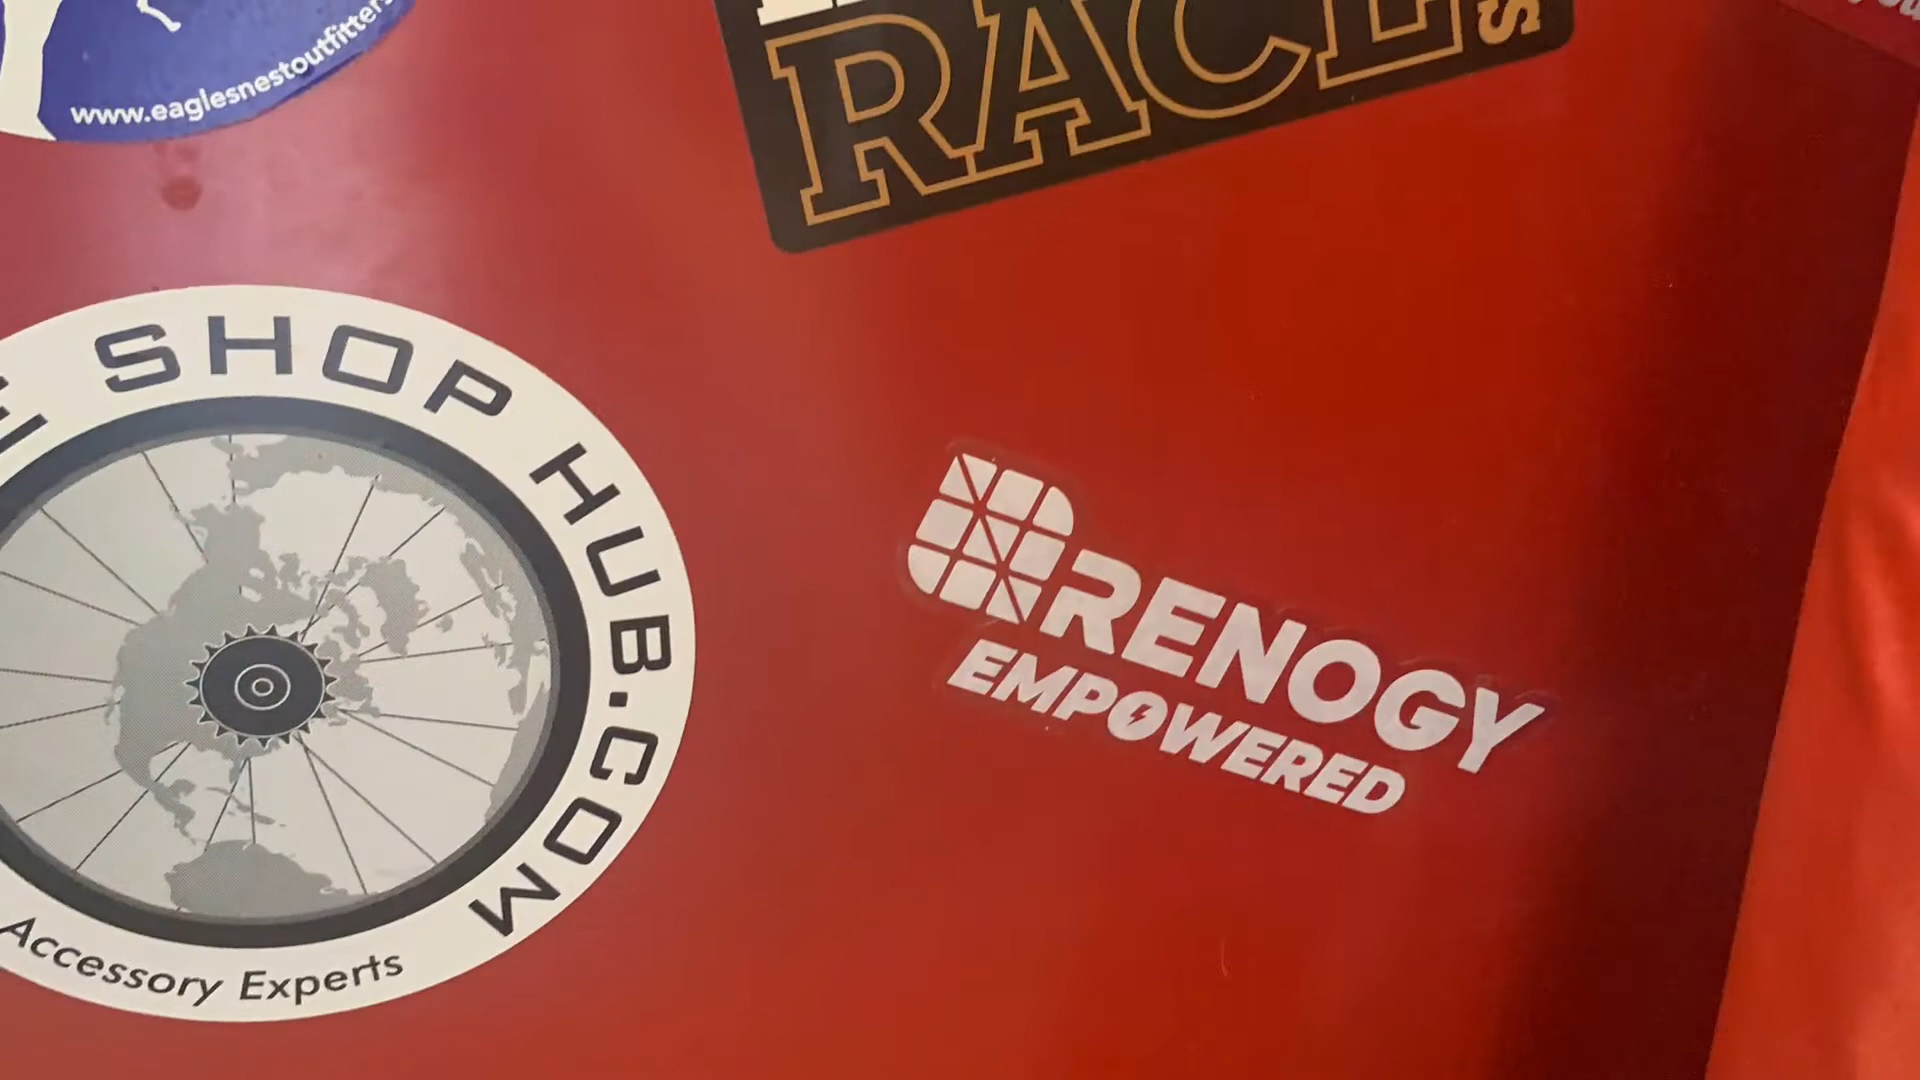 www.eaglesnestoutfitters
RACE
S
SHOP HUB.COM
Accessory Experts
RENOGY
EMPOWERED